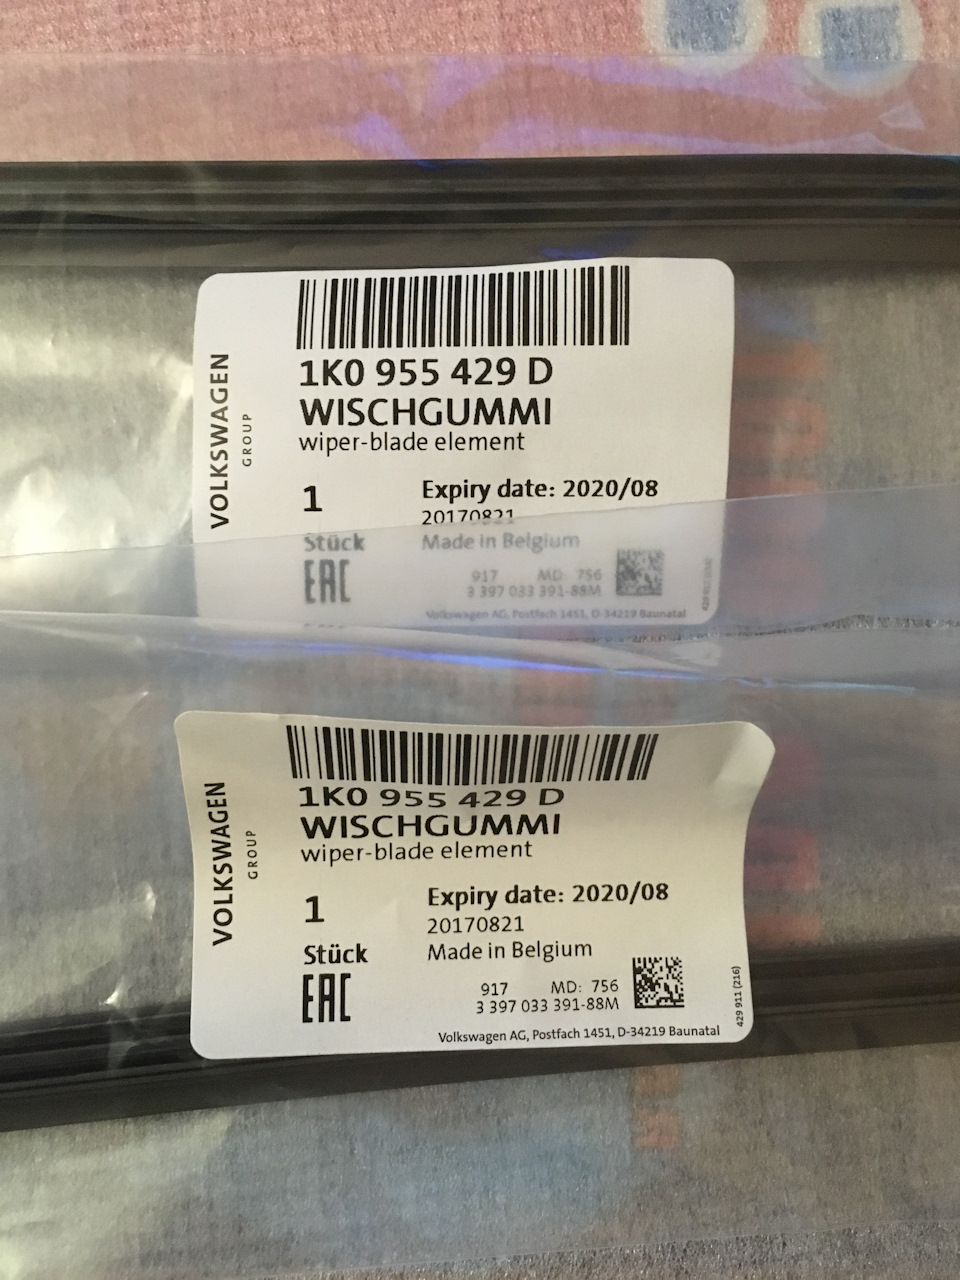 VOLKSWAGEN
GROUP
1K0 955 429 D
WISCHGUMMI
wiper-blade element
1
Stück
Expiry date: 2020/08
20170821
Made in Belgium
EAC
917 MD: 756
3 397 033 391-88M
Volkswagen AG, Postfach 1451, D-34219 Baunatal
VOLKSWAGEN
GROUP
1K0 955 429 D
WISCHGUMMI
wiper-blade element
1
Stück
Expiry date: 2020/08
20170821
Made in Belgium
EAC
917 MD: 756
3 397 033 391-88M
Volkswagen AG, Postfach 1451, D-34219 Baunatal
429 911 (216)